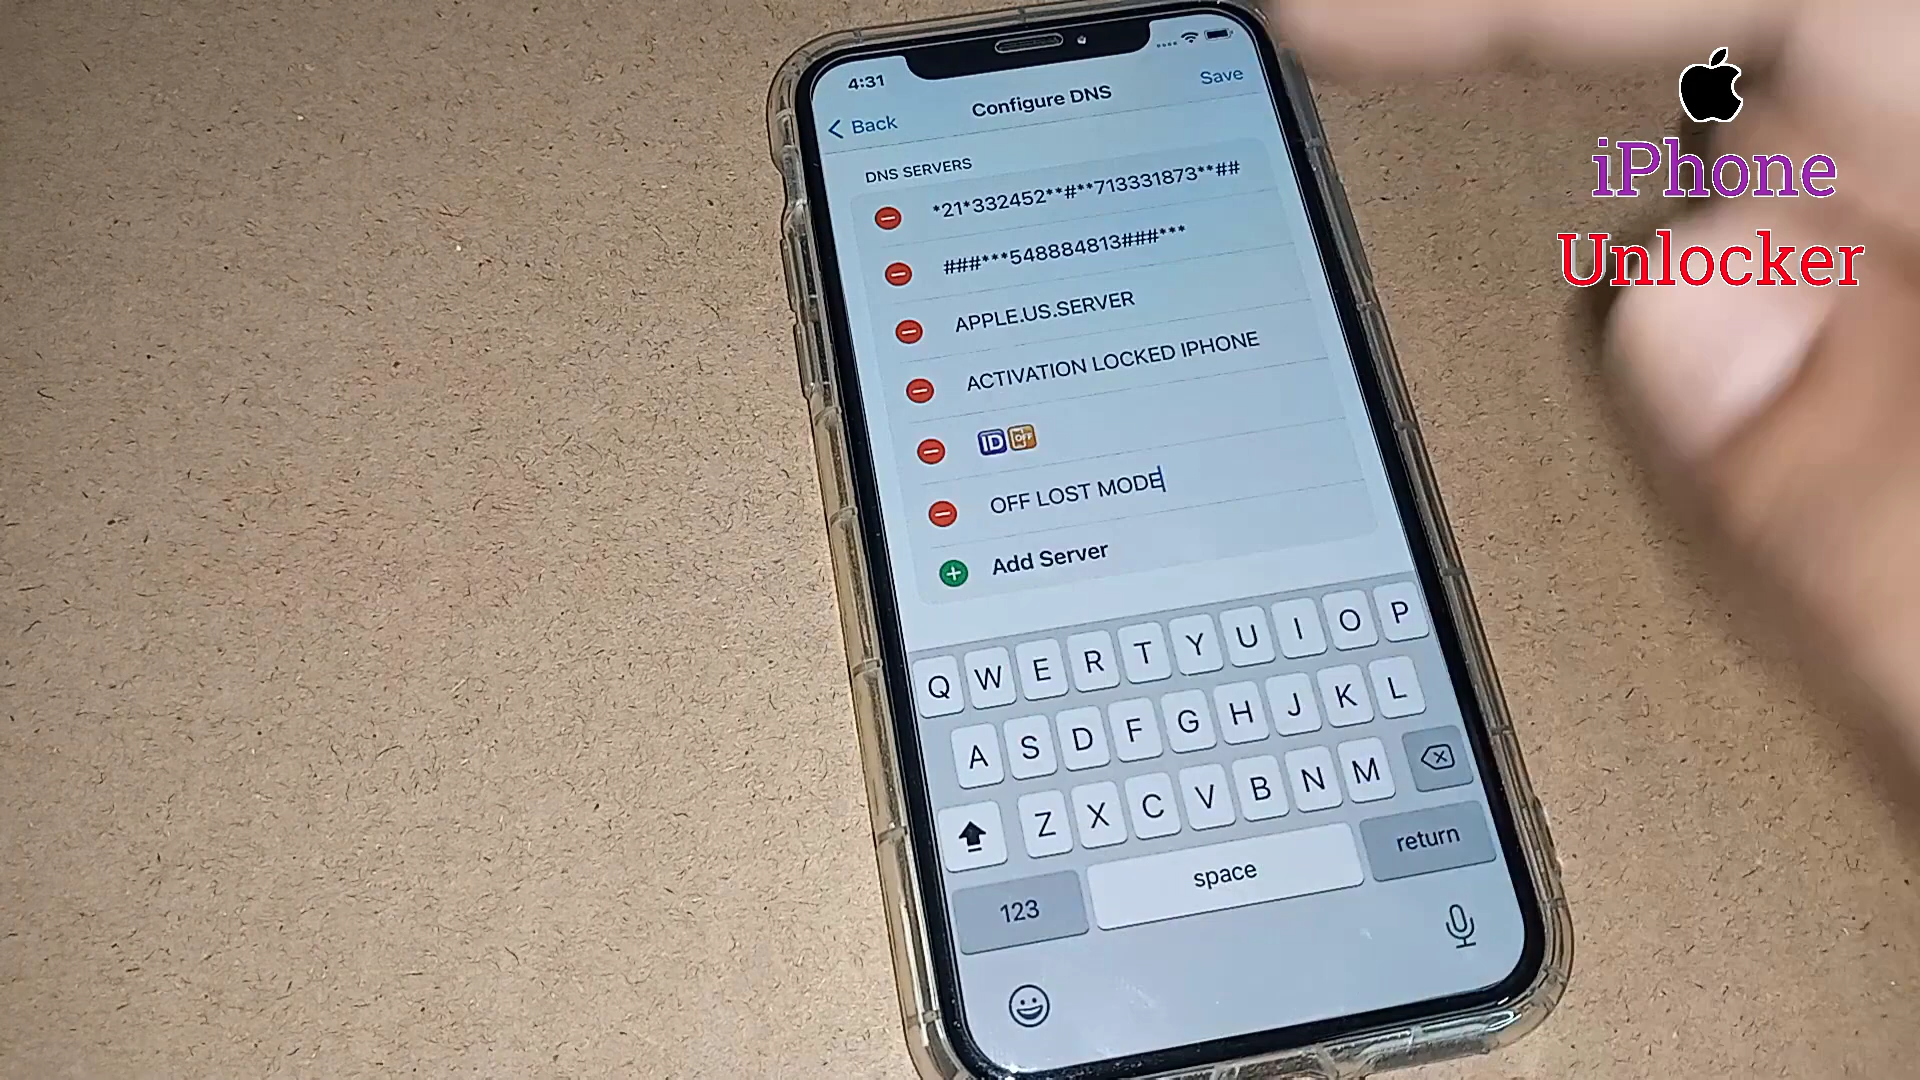 4:31
Save
Back
Configure DNS
DNS SERVERS
*21*332452**#**713331873**##
###***548884813###***
APPLE.US.SERVER
ACTIVATION LOCKED IPHONE
ID OFF
OFF LOST MODE
Add Server
Q W E R T Y U I O P
A S D F G H J K L
Z X C V B N M
123
space
return
iPhone
Unlocker